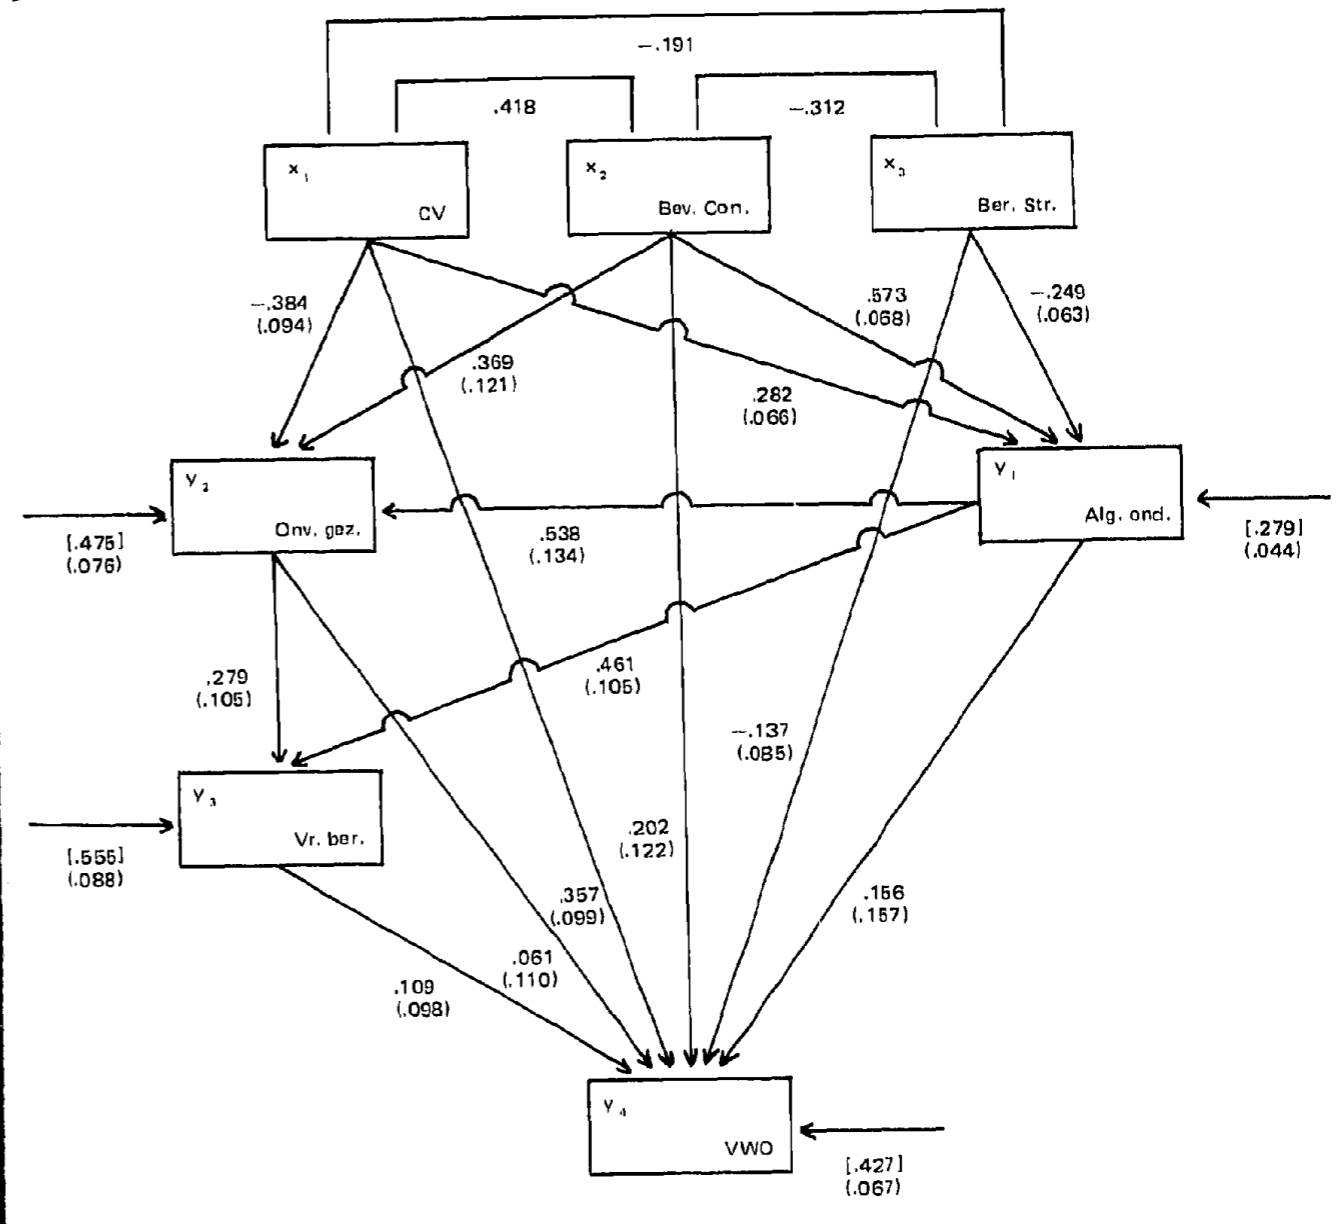 −.191
.418
−.312
x₁
CV
x₂
Bev. Con.
x₃
Ber. Str.
−.384
(.094)
.369
(.121)
.573
(.068)
−.249
(.063)
.282
(.066)
y₂
Onv. gez.
y₁
Alg. ond.
[.475]
(.076)
.538
(.134)
[.279]
(.044)
.279
(.105)
.461
(.105)
−.137
(.085)
y₃
Vr. ber.
[.555]
(.088)
.202
(.122)
.357
(.099)
.156
(.157)
.061
(.110)
.109
(.098)
y₄
VWO
[.427]
(.067)